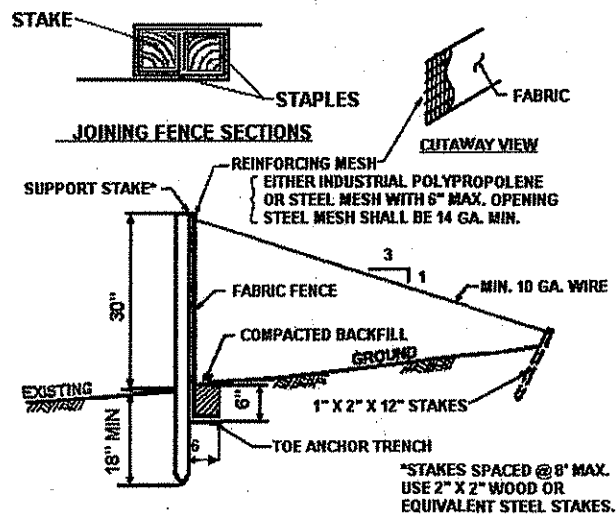 STAKE
STAPLES
FABRIC
JOINING FENCE SECTIONS
CUTAWAY VIEW
REINFORCING MESH
SUPPORT STAKE*
EITHER INDUSTRIAL POLYPROPOLENE
OR STEEL MESH WITH 6" MAX. OPENING
STEEL MESH SHALL BE 14 GA. MIN.
3
1
MIN. 10 GA. WIRE
30"
FABRIC FENCE
COMPACTED BACKFILL
GROUND
EXISTING
6"
1" X 2" X 12" STAKES
18" MIN
6
TOE ANCHOR TRENCH
*STAKES SPACED @ 8' MAX.
USE 2" X 2" WOOD OR
EQUIVALENT STEEL STAKES.